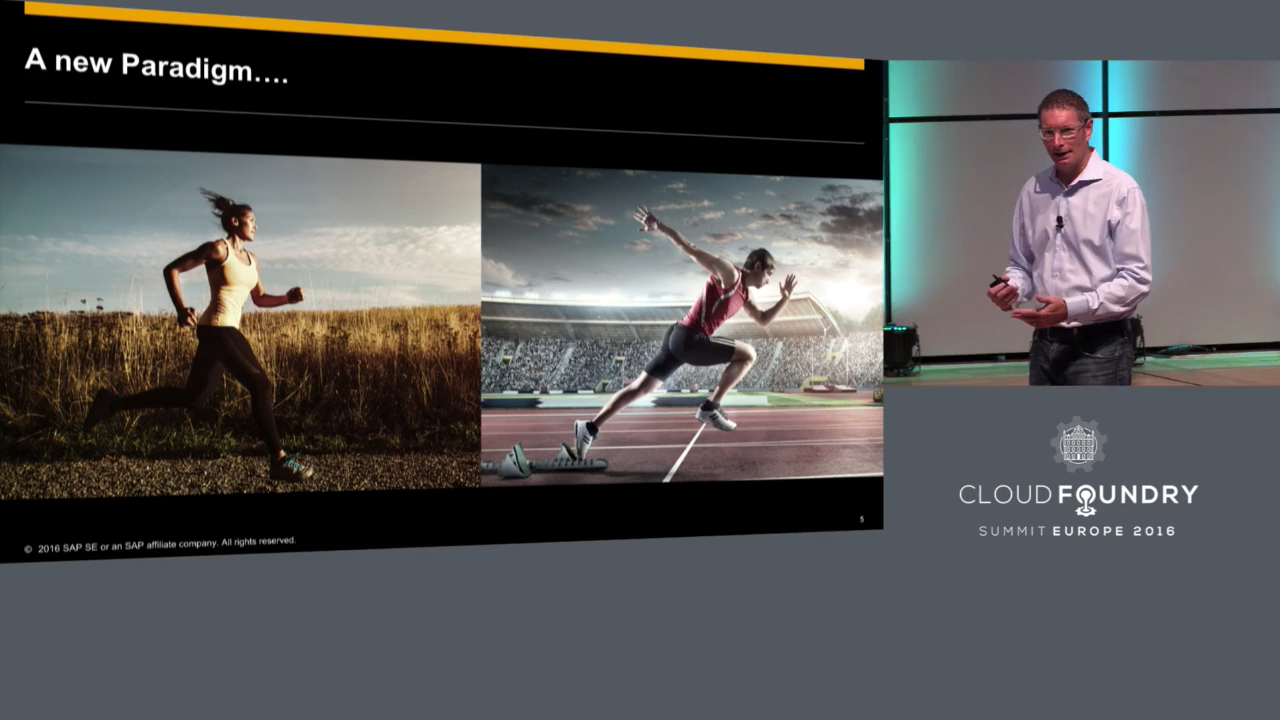 A new Paradigm....
5
© 2016 SAP SE or an SAP affiliate company. All rights reserved.
CLOUD FOUNDRY
SUMMIT EUROPE 2016